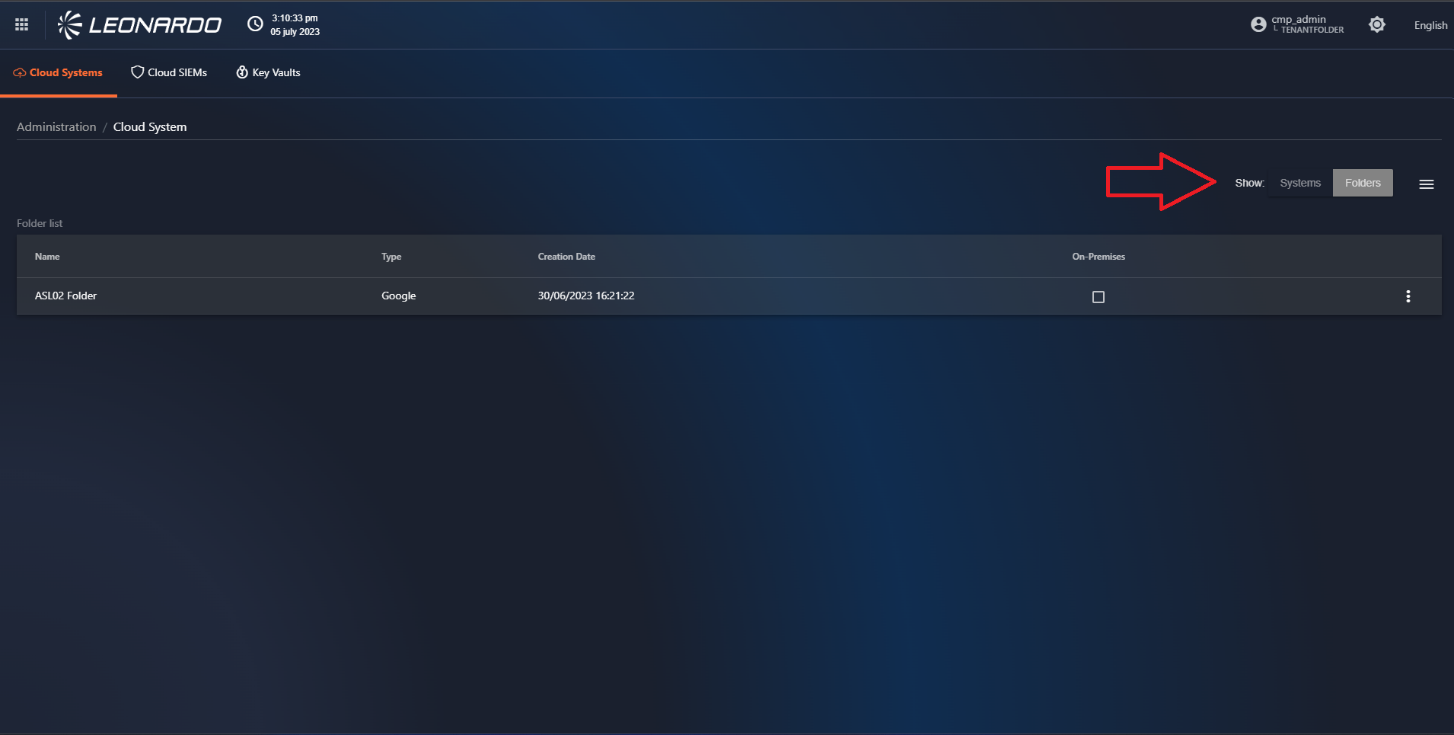 LEONARDO
3:10:33 pm
05 july 2023
cmp_admin
TENANTFOLDER
English
Cloud Systems
Cloud SIEMs
Key Vaults
Administration / Cloud System
Show: Systems Folders
Folder list
Name Type Creation Date On-Premises
ASL02 Folder Google 30/06/2023 16:21:22